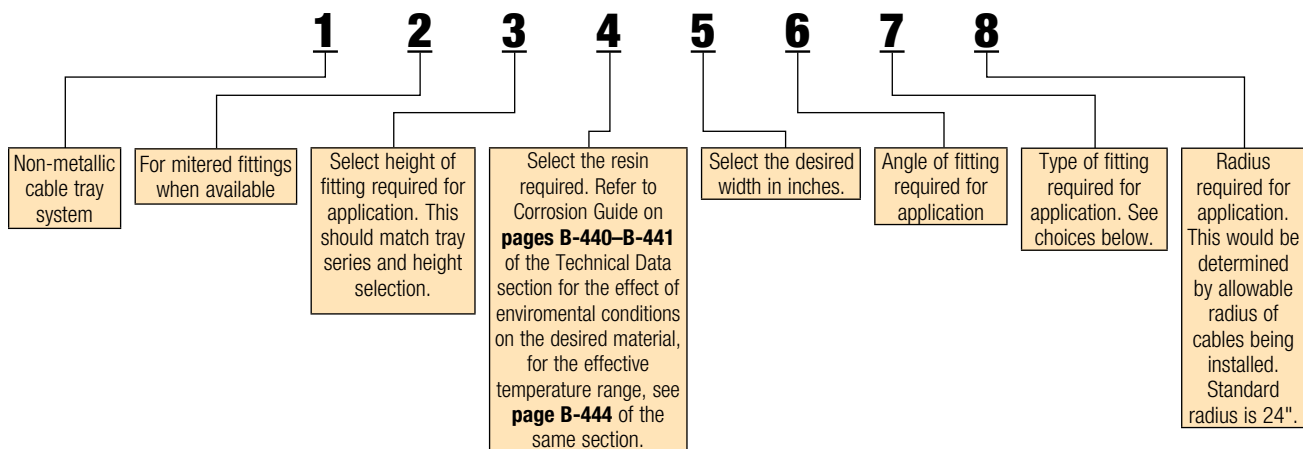 1 2 3 4 5 6 7 8
Non-metallic
cable tray
system
For mitered fittings
when available
Select height of
fitting required for
application. This
should match tray
series and height
selection.
Select the resin
required. Refer to
Corrosion Guide on
pages B-440–B-441
of the Technical Data
section for the effect of
enviromental conditions
on the desired material,
for the effective
temperature range, see
page B-444 of the
same section.
Select the desired
width in inches.
Angle of fitting
required for
application
Type of fitting
required for
application. See
choices below.
Radius
required for
application.
This would be
determined
by allowable
radius of
cables being
installed.
Standard
radius is 24".